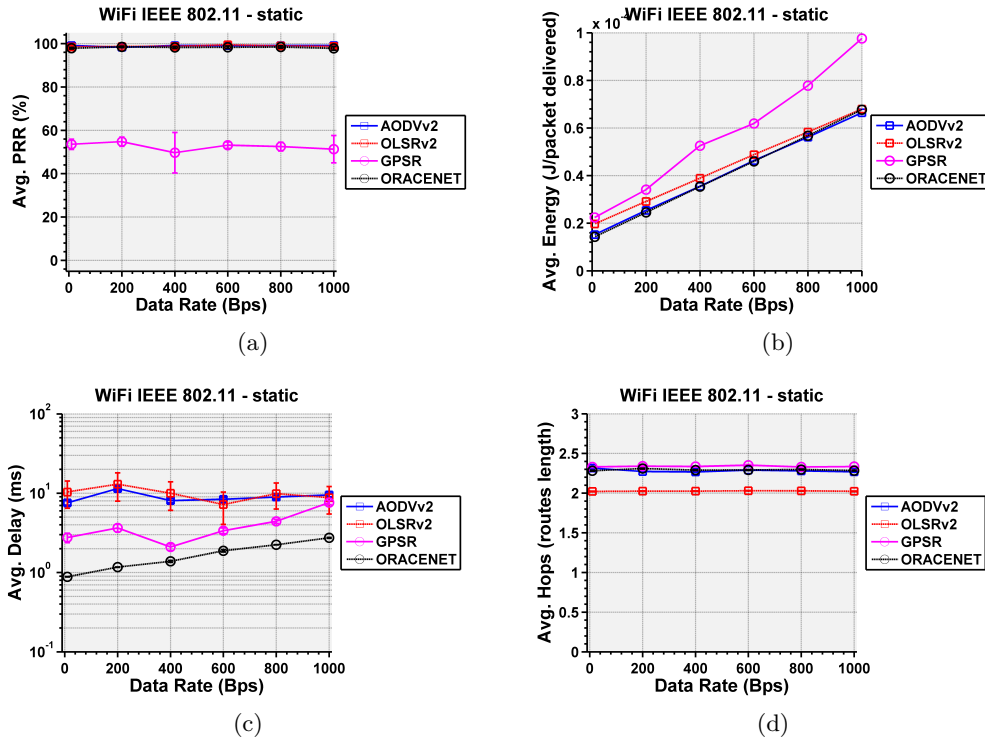 WiFi IEEE 802.11 - static
Avg. PRR (%)
100
80
60
40
20
0
0 200 400 600 800 1000
Data Rate (Bps)
AODVv2
OLSRv2
GPSR
ORACENET
(a)
WiFi IEEE 802.11 - static
Avg. Energy (J/packet delivered)
1
0.8
0.6
0.4
0.2
0
0 200 400 600 800 1000
Data Rate (Bps)
AODVv2
OLSRv2
GPSR
ORACENET
(b)
WiFi IEEE 802.11 - static
Avg. Delay (ms)
10²
10¹
10⁰
10⁻¹
0 200 400 600 800 1000
Data Rate (Bps)
AODVv2
OLSRv2
GPSR
ORACENET
(c)
WiFi IEEE 802.11 - static
Avg. Hops (routes length)
3
2.5
2
1.5
1
0.5
0
0 200 400 600 800 1000
Data Rate (Bps)
AODVv2
OLSRv2
GPSR
ORACENET
(d)